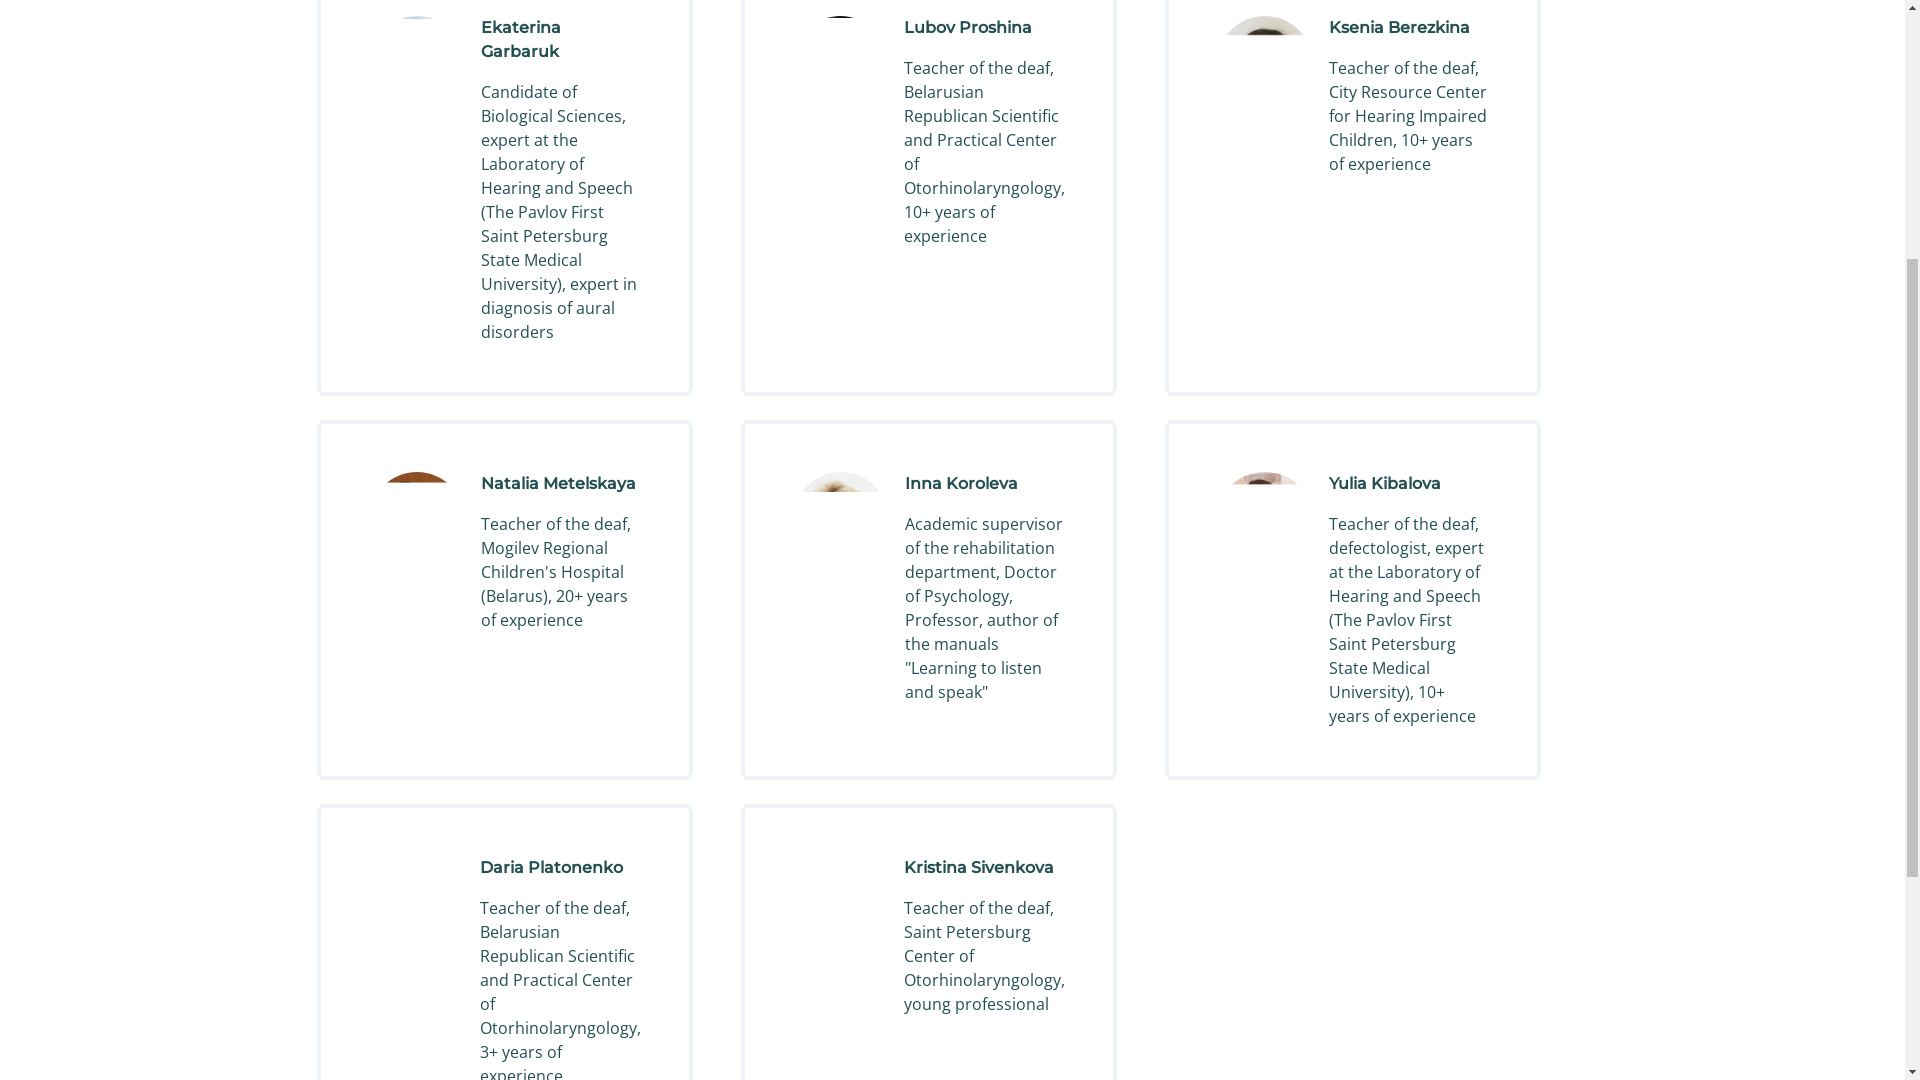 Ekaterina
Garbaruk
Candidate of
Biological Sciences,
expert at the
Laboratory of
Hearing and Speech
(The Pavlov First
Saint Petersburg
State Medical
University), expert in
diagnosis of aural
disorders
Lubov Proshina
Teacher of the deaf,
Belarusian
Republican Scientific
and Practical Center
of
Otorhinolaryngology,
10+ years of
experience
Ksenia Berezkina
Teacher of the deaf,
City Resource Center
for Hearing Impaired
Children, 10+ years
of experience
Natalia Metelskaya
Teacher of the deaf,
Mogilev Regional
Children's Hospital
(Belarus), 20+ years
of experience
Inna Koroleva
Academic supervisor
of the rehabilitation
department, Doctor
of Psychology,
Professor, author of
the manuals
"Learning to listen
and speak"
Yulia Kibalova
Teacher of the deaf,
defectologist, expert
at the Laboratory of
Hearing and Speech
(The Pavlov First
Saint Petersburg
State Medical
University), 10+
years of experience
Daria Platonenko
Teacher of the deaf,
Belarusian
Republican Scientific
and Practical Center
of
Otorhinolaryngology,
3+ years of
experience
Kristina Sivenkova
Teacher of the deaf,
Saint Petersburg
Center of
Otorhinolaryngology,
young professional